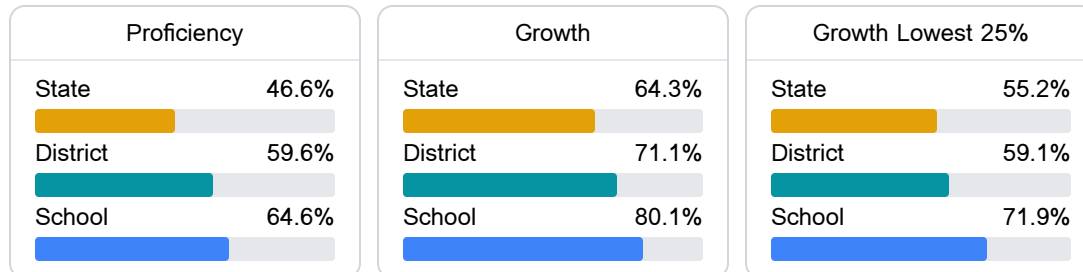 Proficiency
State 46.6%
District 59.6%
School 64.6%
Growth
State 64.3%
District 71.1%
School 80.1%
Growth Lowest 25%
State 55.2%
District 59.1%
School 71.9%